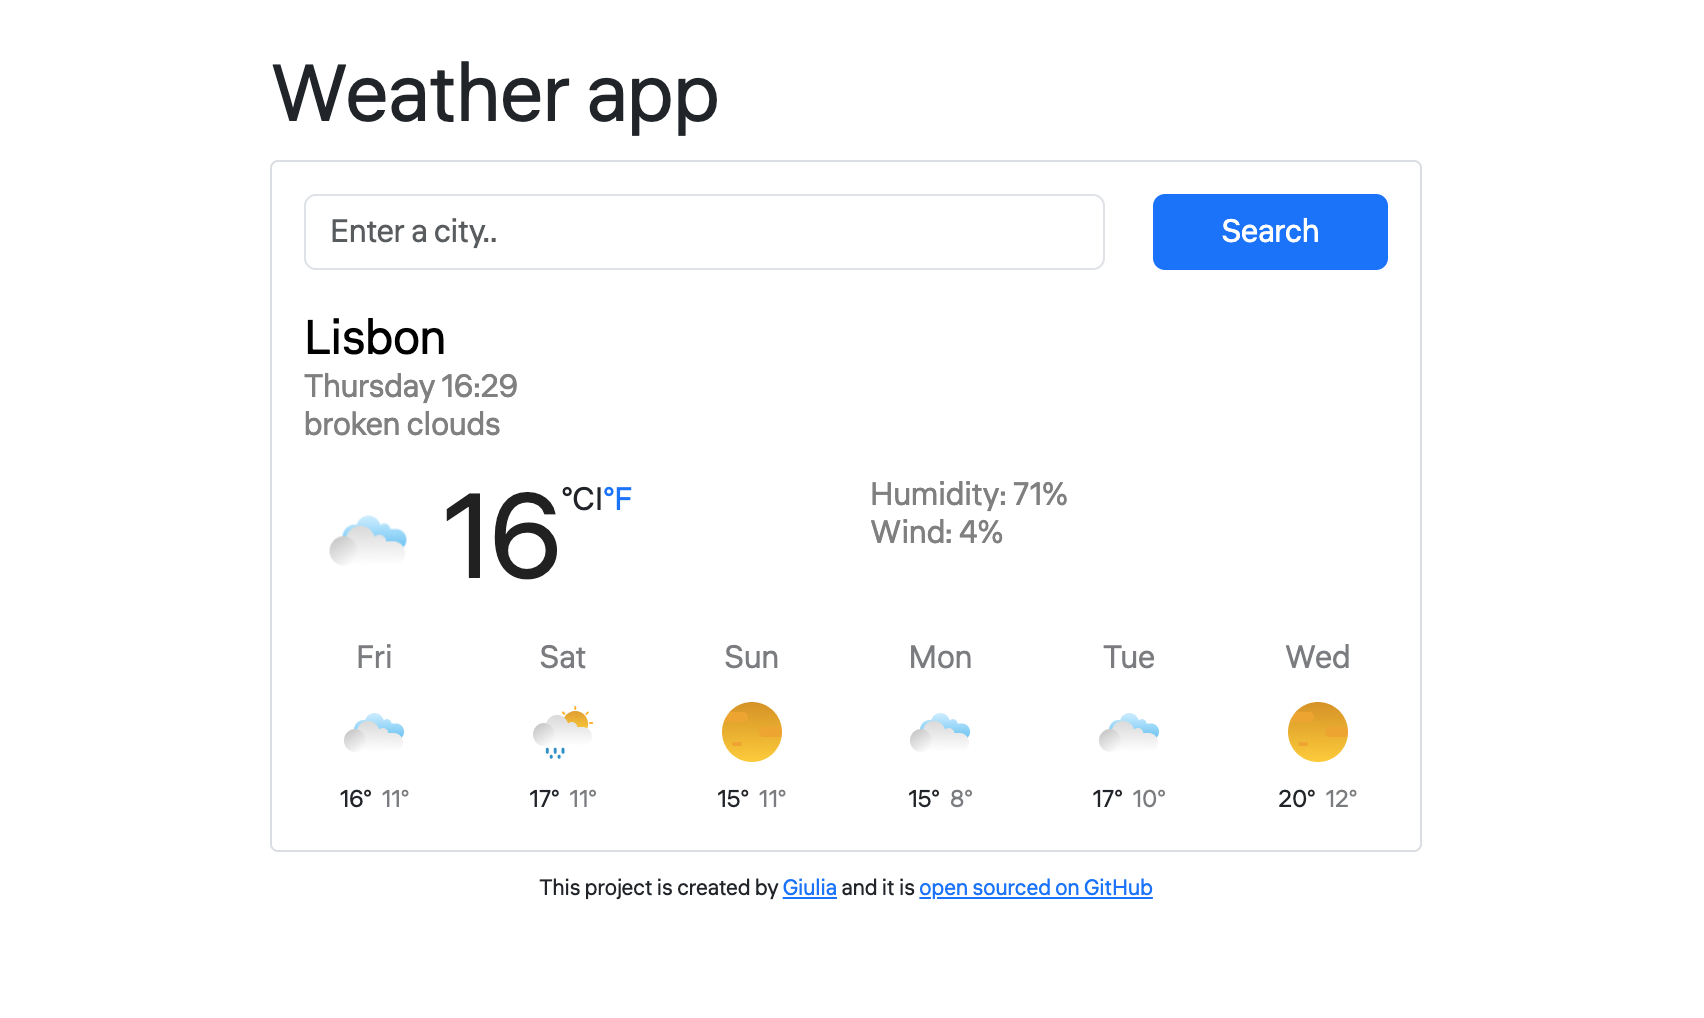 Weather app
Enter a city..
Search
Lisbon
Thursday 16:29
broken clouds
16 °C|°F
Humidity: 71%
Wind: 4%
Fri Sat Sun Mon Tue Wed
16° 11° 17° 11° 15° 11° 15° 8° 17° 10° 20° 12°
This project is created by Giulia and it is open sourced on GitHub